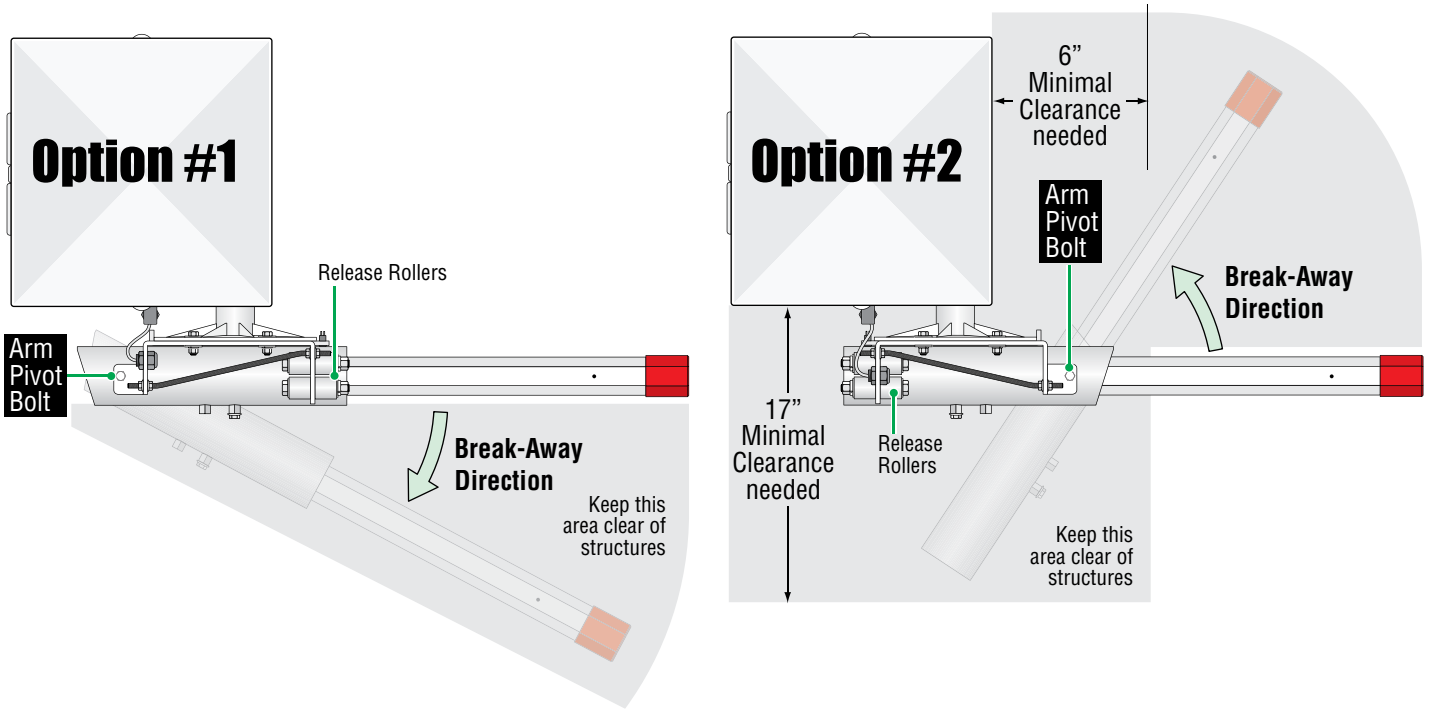 Option #1
Release Rollers
Arm
Pivot
Bolt
Break-Away
Direction
Keep this
area clear of
structures
6”
Minimal
Clearance
needed
Option #2
Arm
Pivot
Bolt
Break-Away
Direction
17”
Minimal
Clearance
needed
Release
Rollers
Keep this
area clear of
structures